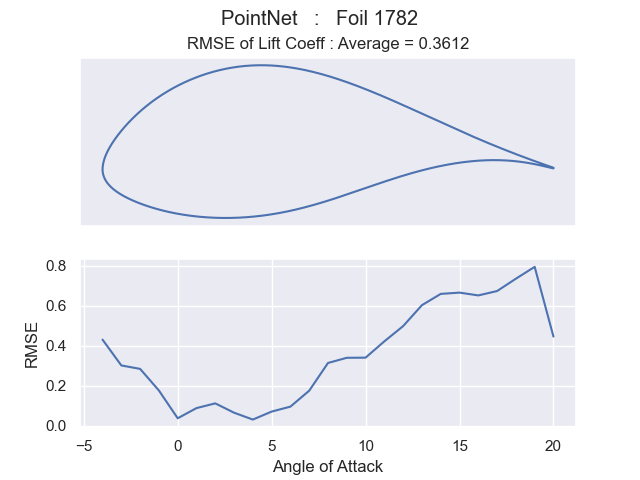 PointNet : Foil 1782
RMSE of Lift Coeff : Average = 0.3612
0.8
0.6
0.4
0.2
0.0
RMSE
−5 0 5 10 15 20
Angle of Attack